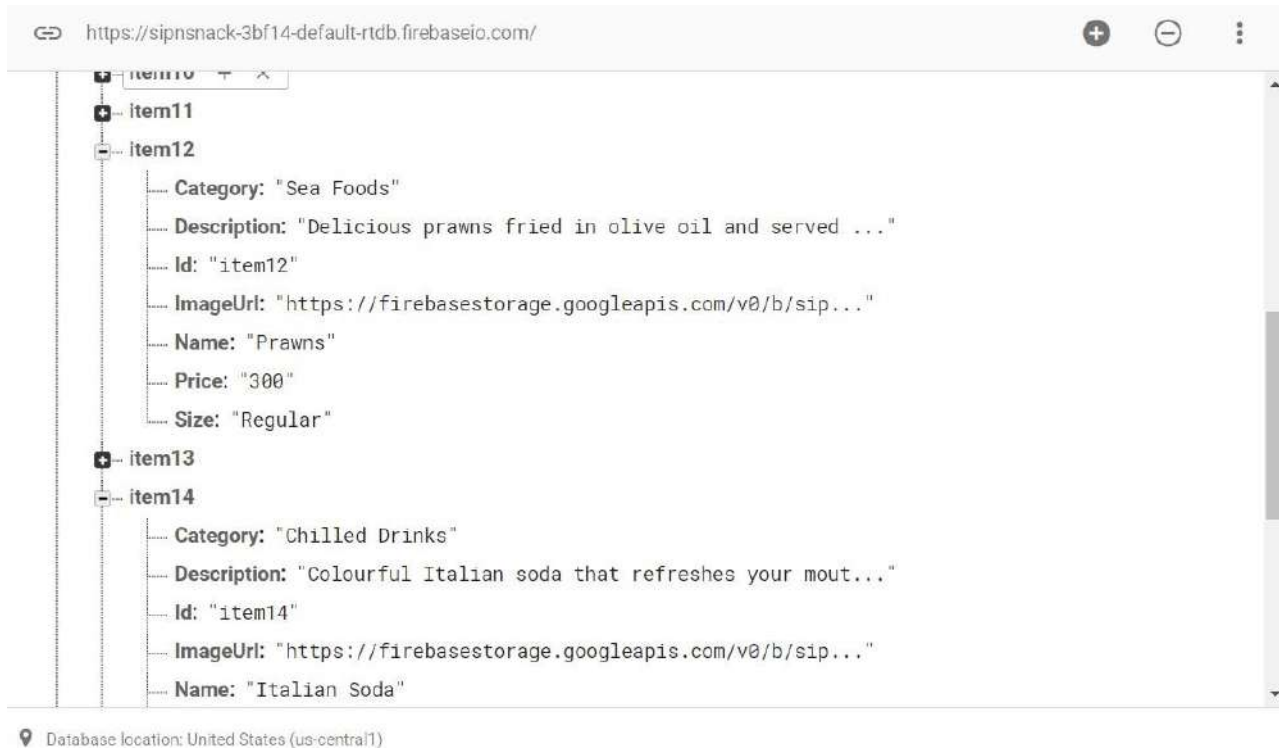 https://sipnsnack-3bf14-default-rtdb.firebaseio.com/
item10
item11
item12
Category: "Sea Foods"
Description: "Delicious prawns fried in olive oil and served ..."
Id: "item12"
ImageUrl: "https://firebasestorage.googleapis.com/v0/b/sip..."
Name: "Prawns"
Price: "300"
Size: "Regular"
item13
item14
Category: "Chilled Drinks"
Description: "Colourful Italian soda that refreshes your mout..."
Id: "item14"
ImageUrl: "https://firebasestorage.googleapis.com/v0/b/sip..."
Name: "Italian Soda"
Database location: United States (us-central1)